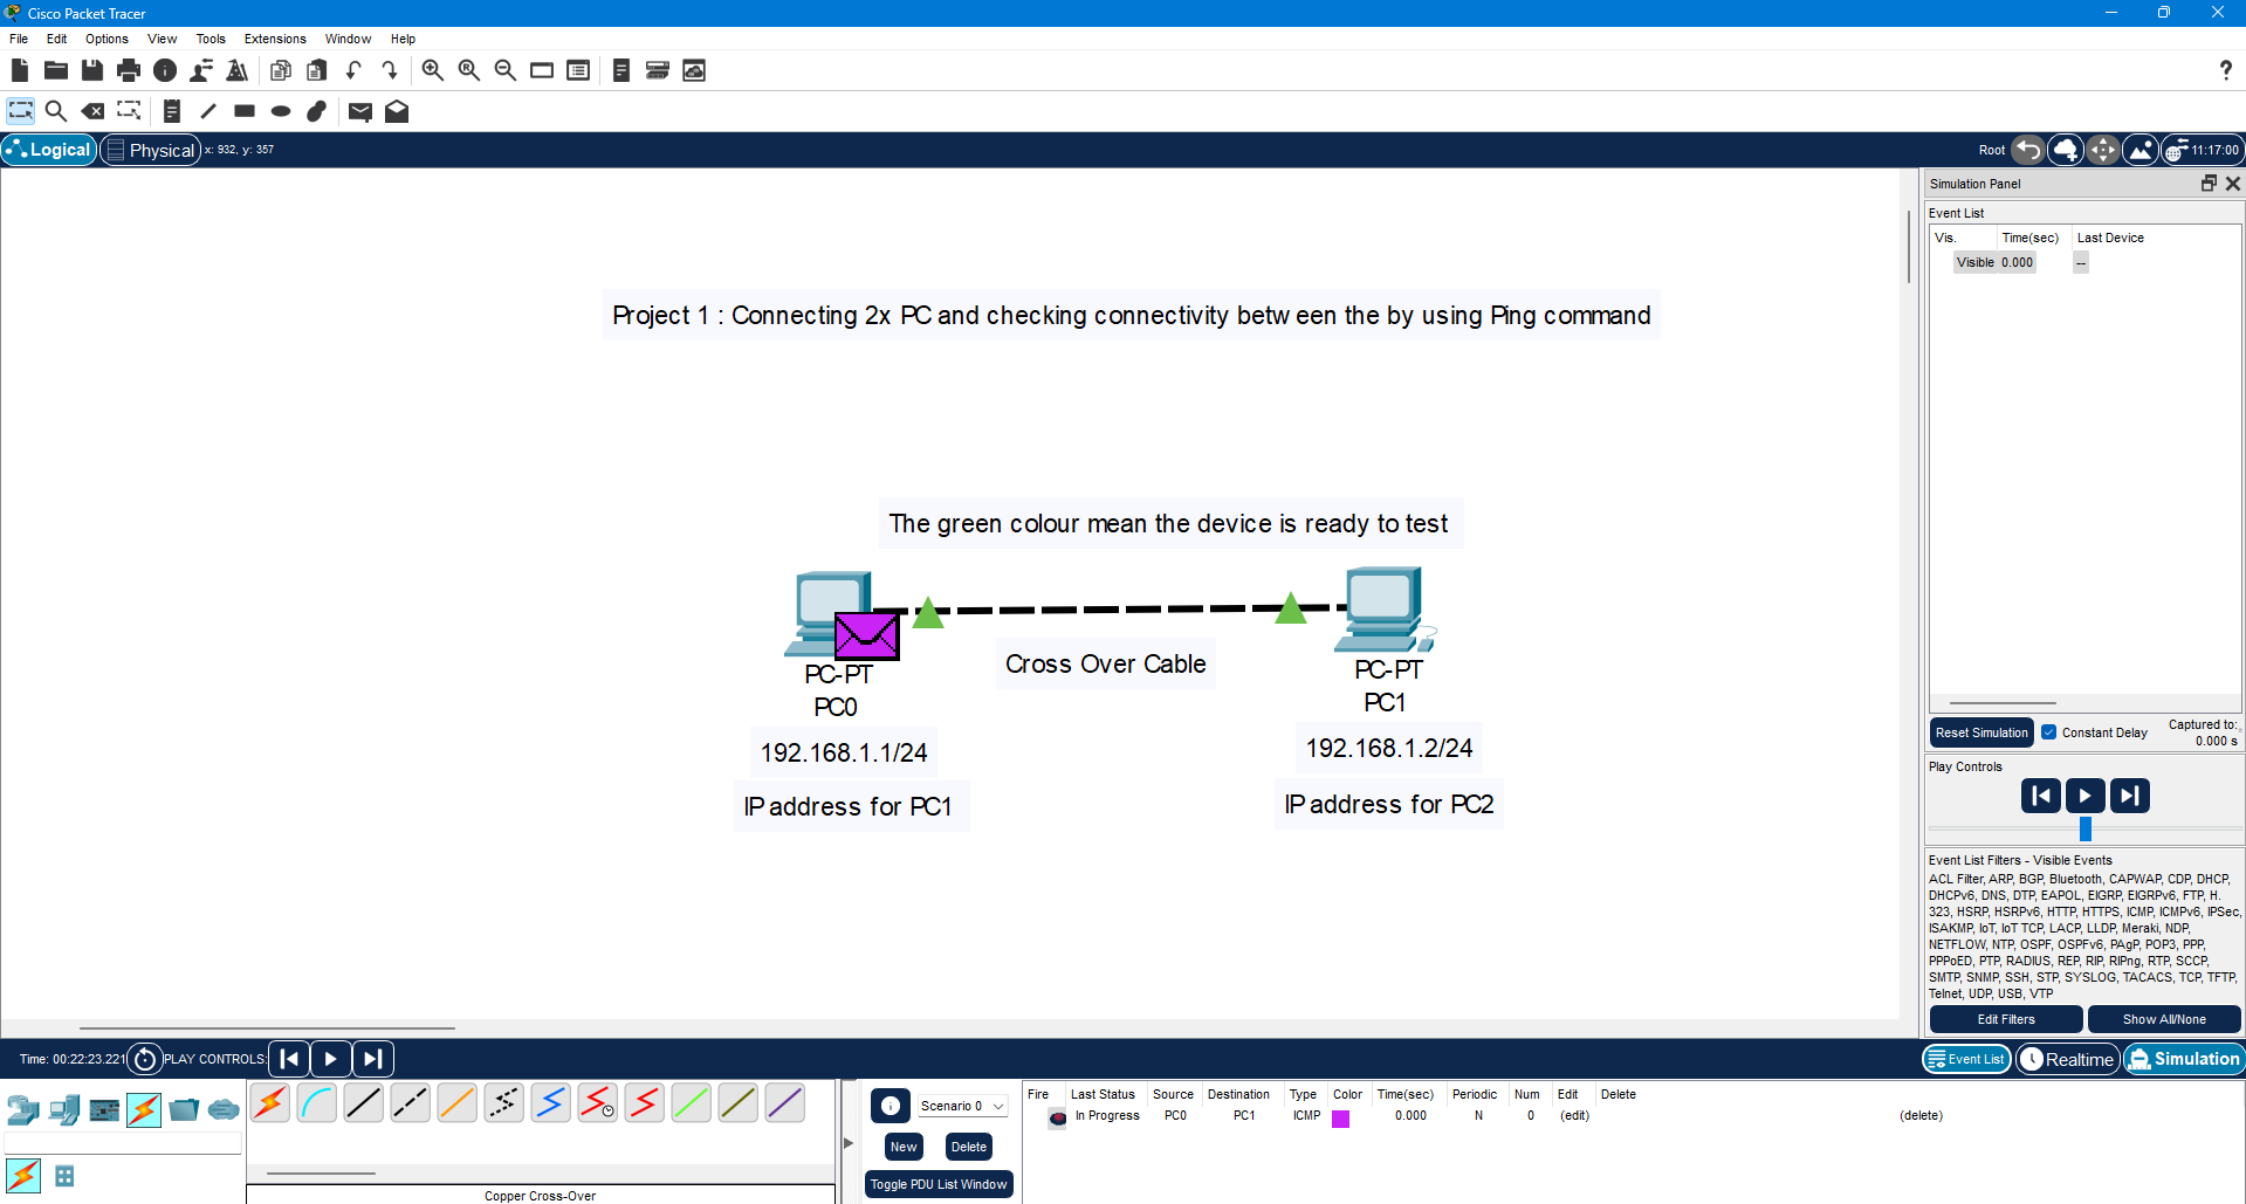 Cisco Packet Tracer
File Edit Options View Tools Extensions Window Help
?
Logical Physical x: 932, y: 357 Root 11:17:00
Simulation Panel
Event List
Vis. Time(sec) Last Device
Visible 0.000 --
Project 1 : Connecting 2x PC and checking connectivity between the by using Ping command
The green colour mean the device is ready to test
Cross Over Cable
PC-PT
PC0
192.168.1.1/24
IP address for PC1
PC-PT
PC1
192.168.1.2/24
IP address for PC2
Reset Simulation Constant Delay Captured to:
0.000 s
Play Controls
Event List Filters - Visible Events
ACL Filter, ARP, BGP, Bluetooth, CAPWAP, CDP, DHCP,
DHCPv6, DNS, DTP, EAPOL, EIGRP, EIGRPv6, FTP, H.
323, HSRP, HSRPv6, HTTP, HTTPS, ICMP, ICMPv6, IPSec,
ISAKMP, IoT, IoT TCP, LACP, LLDP, Meraki, NDP,
NETFLOW, NTP, OSPF, OSPFv6, PAgP, POP3, PPP,
PPPoED, PTP, RADIUS, REP, RIP, RIPng, RTP, SCCP,
SMTP, SNMP, SSH, STP, SYSLOG, TACACS, TCP, TFTP,
Telnet, UDP, USB, VTP
Edit Filters Show All/None
Time: 00:22:23.221 PLAY CONTROLS: Event List Realtime Simulation
Scenario 0
New Delete
Toggle PDU List Window
Fire Last Status Source Destination Type Color Time(sec) Periodic Num Edit Delete
In Progress PC0 PC1 ICMP 0.000 N 0 (edit) (delete)
Copper Cross-Over